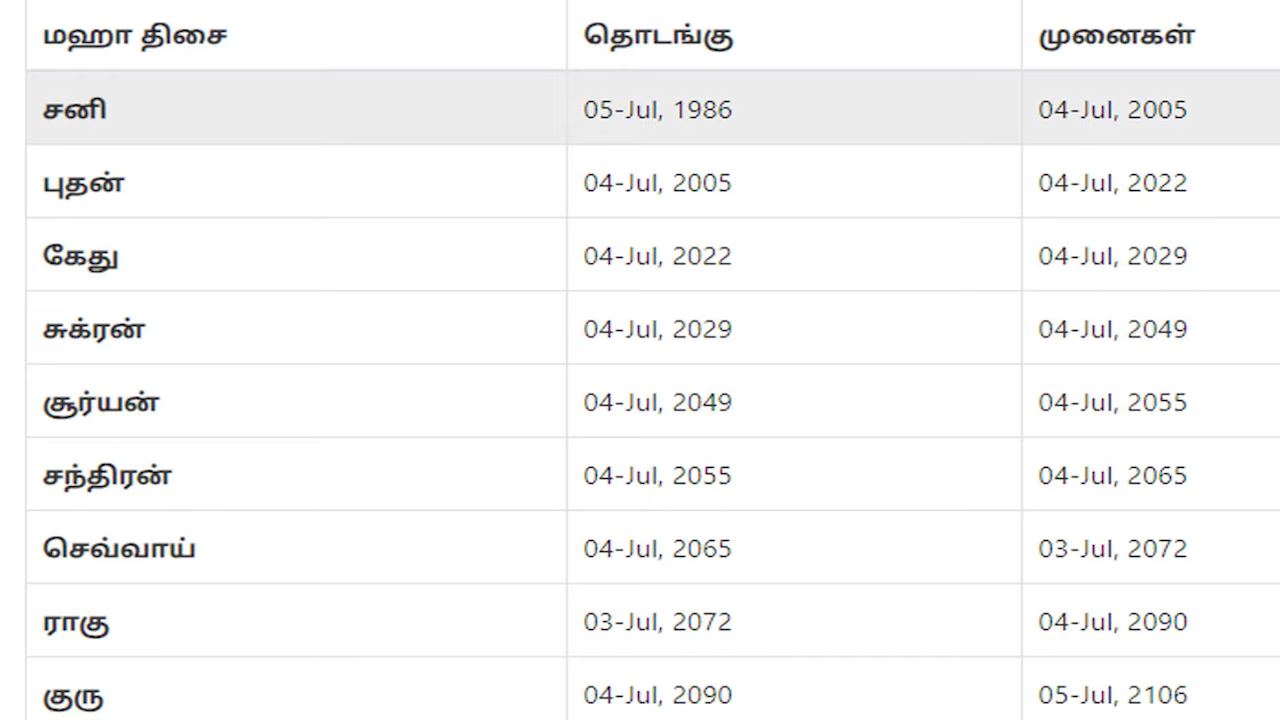 மஹா திசை தொடங்கு முனைகள்
சனி 05-Jul, 1986 04-Jul, 2005
புதன் 04-Jul, 2005 04-Jul, 2022
கேது 04-Jul, 2022 04-Jul, 2029
சுக்ரன் 04-Jul, 2029 04-Jul, 2049
சூர்யன் 04-Jul, 2049 04-Jul, 2055
சந்திரன் 04-Jul, 2055 04-Jul, 2065
செவ்வாய் 04-Jul, 2065 03-Jul, 2072
ராகு 03-Jul, 2072 04-Jul, 2090
குரு 04-Jul, 2090 05-Jul, 2106